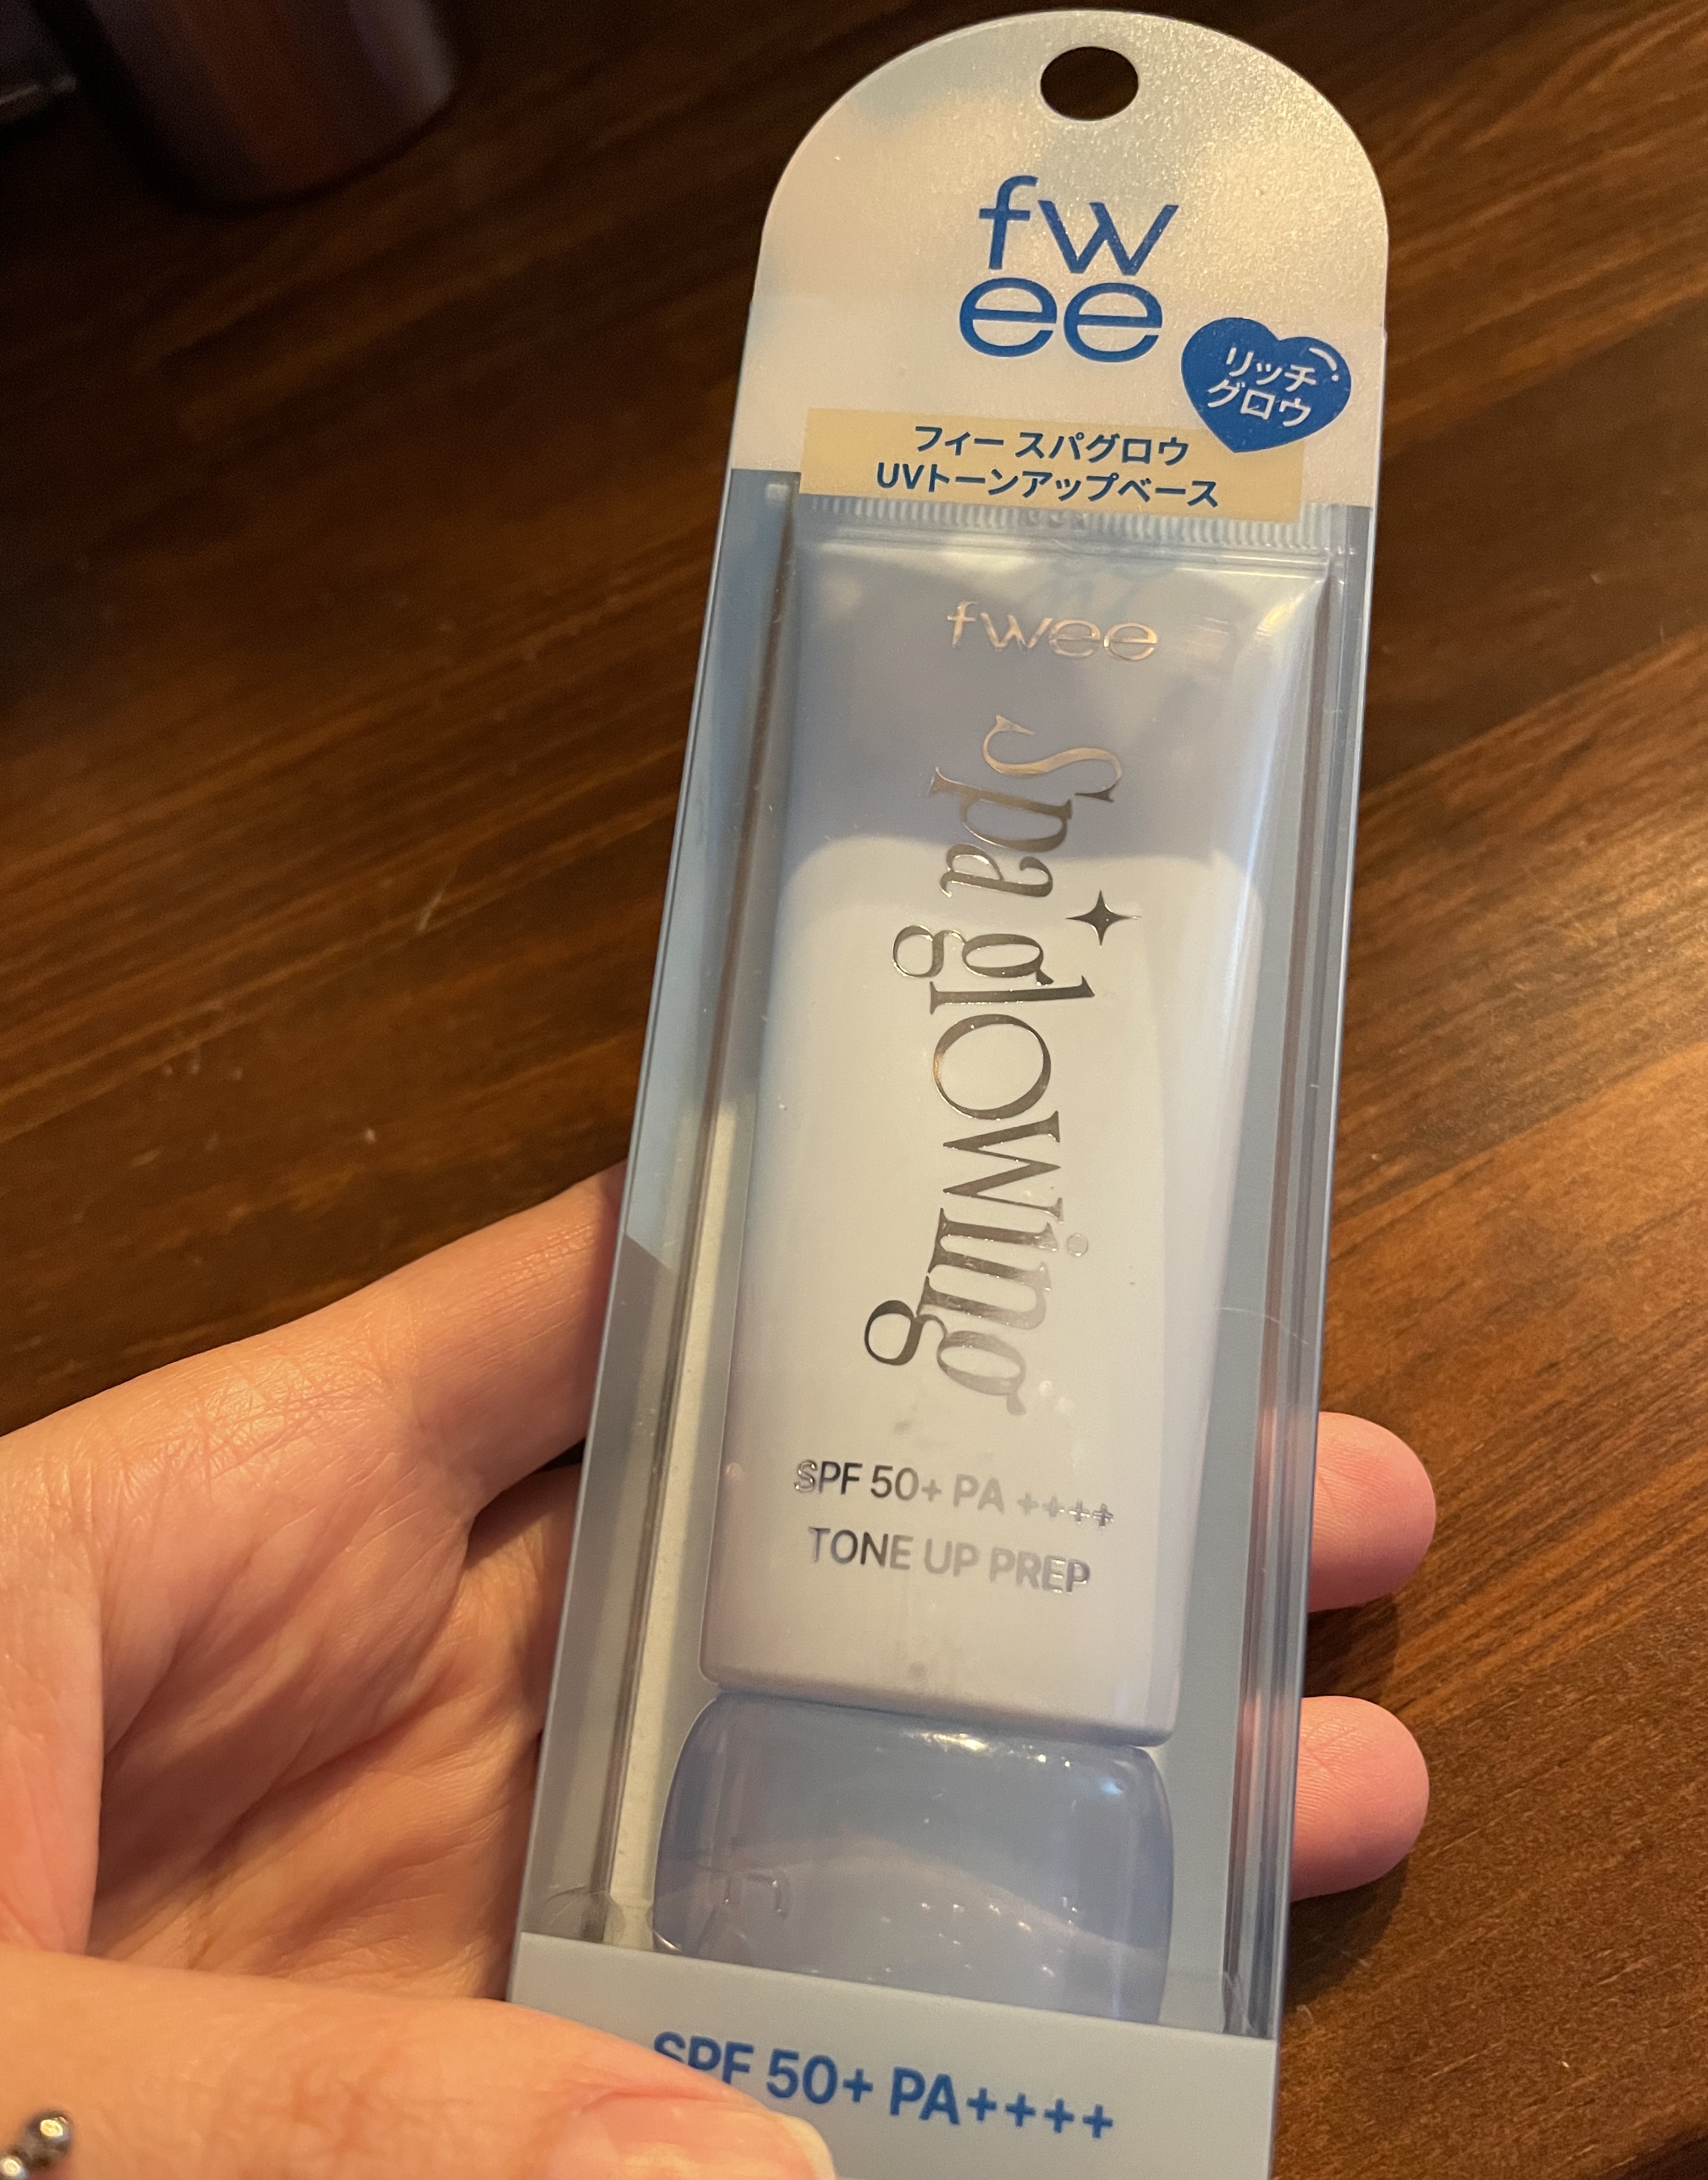 fw
ee
リッチ
グロウ
フィー スパグロウ
UVトーンアップベース
fwee
Spa glowing
SPF 50+ PA ++++
TONE UP PREP
SPF 50+ PA++++